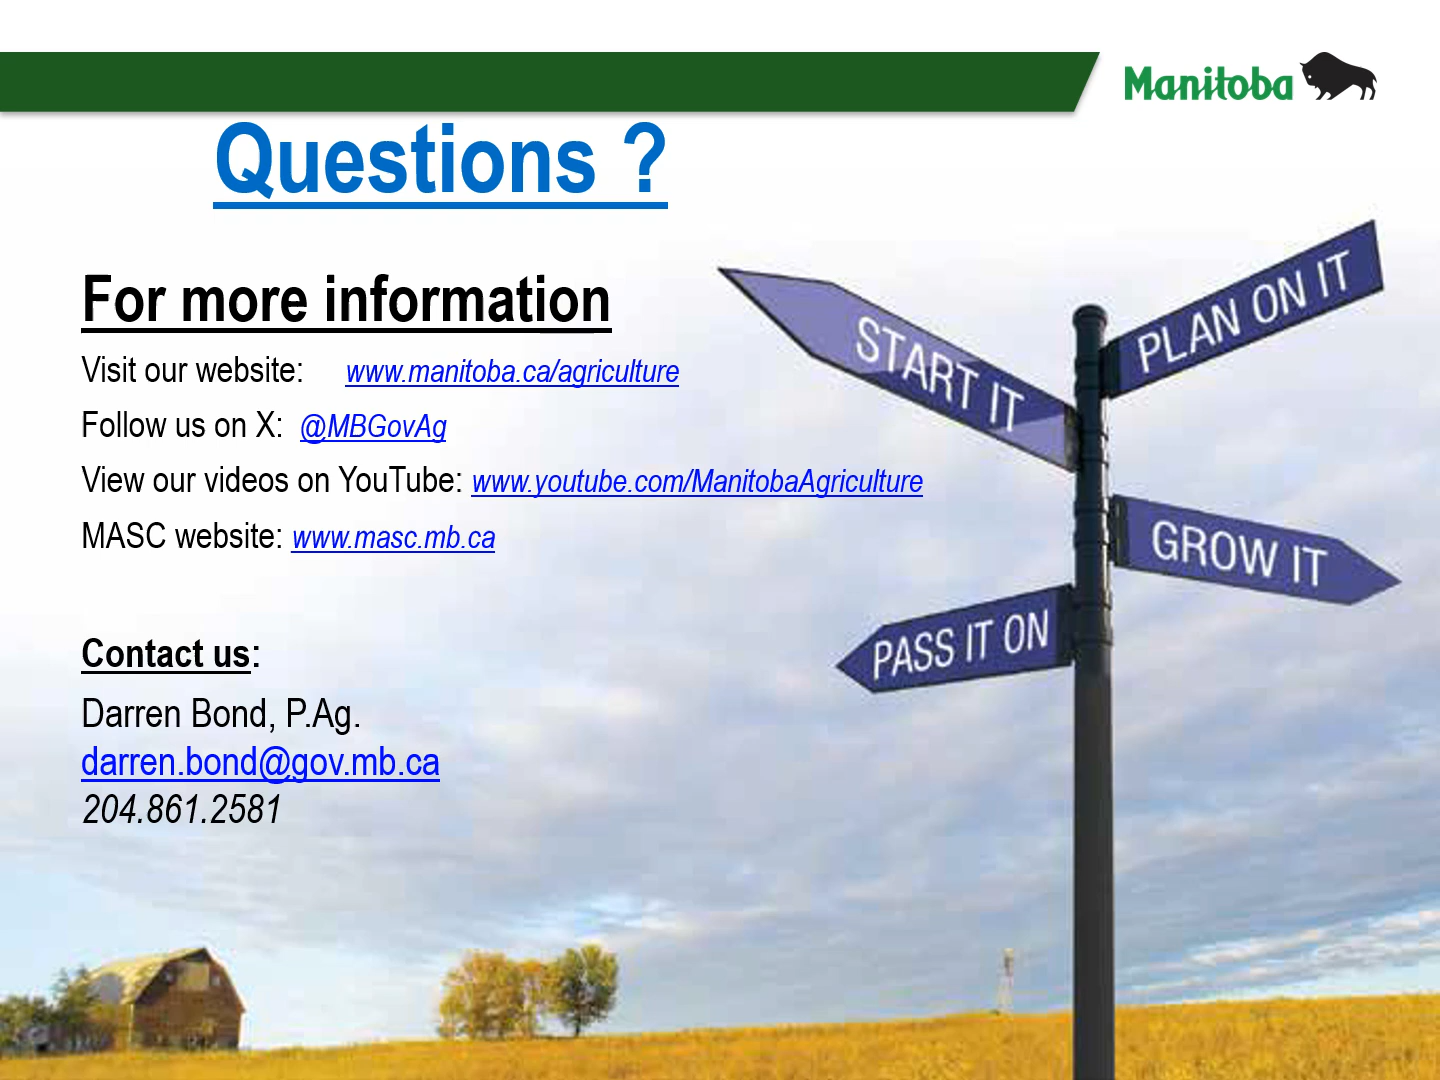 Manitoba
Questions ?
For more information
Visit our website: www.manitoba.ca/agriculture
Follow us on X: @MBGovAg
View our videos on YouTube: www.youtube.com/ManitobaAgriculture
MASC website: www.masc.mb.ca
Contact us:
Darren Bond, P.Ag.
darren.bond@gov.mb.ca
204.861.2581
PLAN ON IT
START IT
GROW IT
PASS IT ON